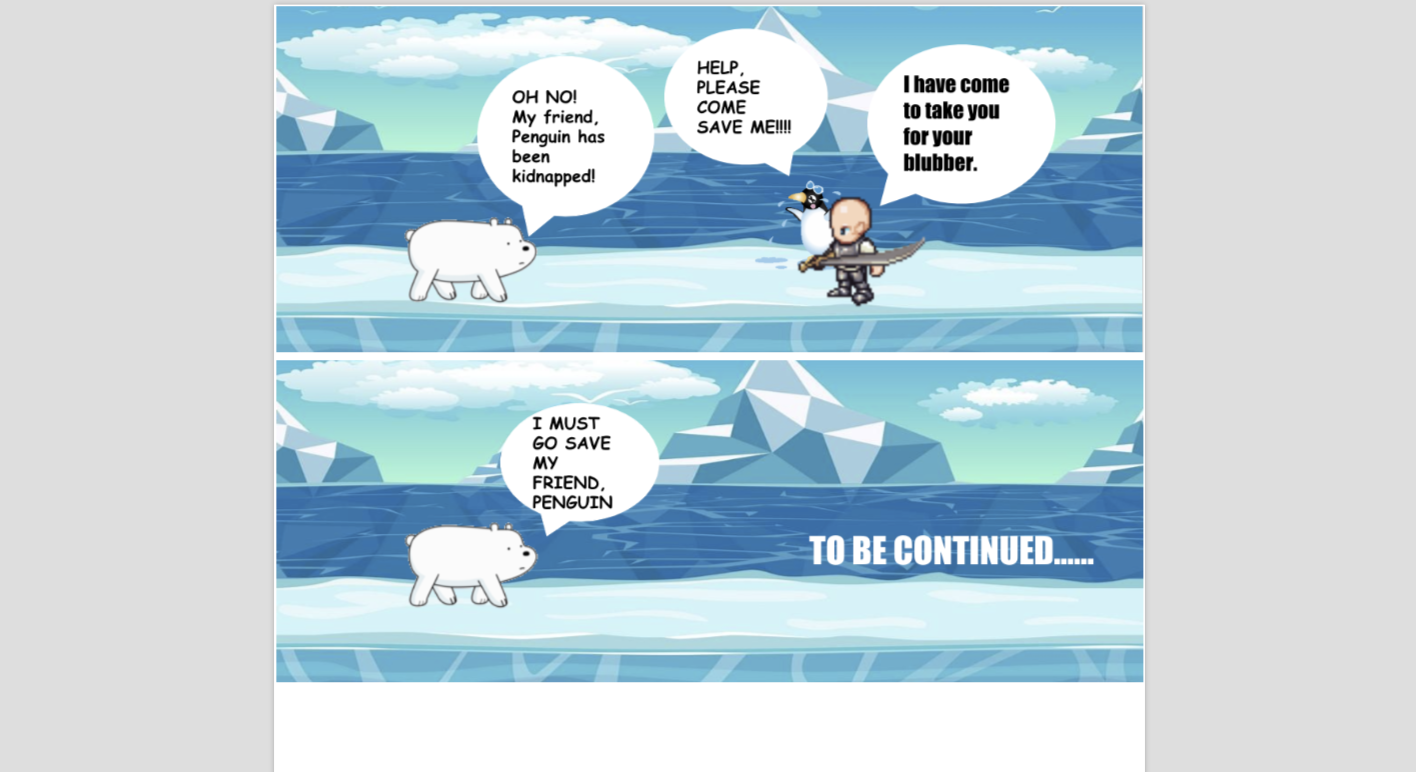 OH NO!
My friend,
Penguin has
been
kidnapped!
HELP,
PLEASE
COME
SAVE ME!!!!
I have come
to take you
for your
blubber.
I MUST
GO SAVE
MY
FRIEND,
PENGUIN
TO BE CONTINUED......